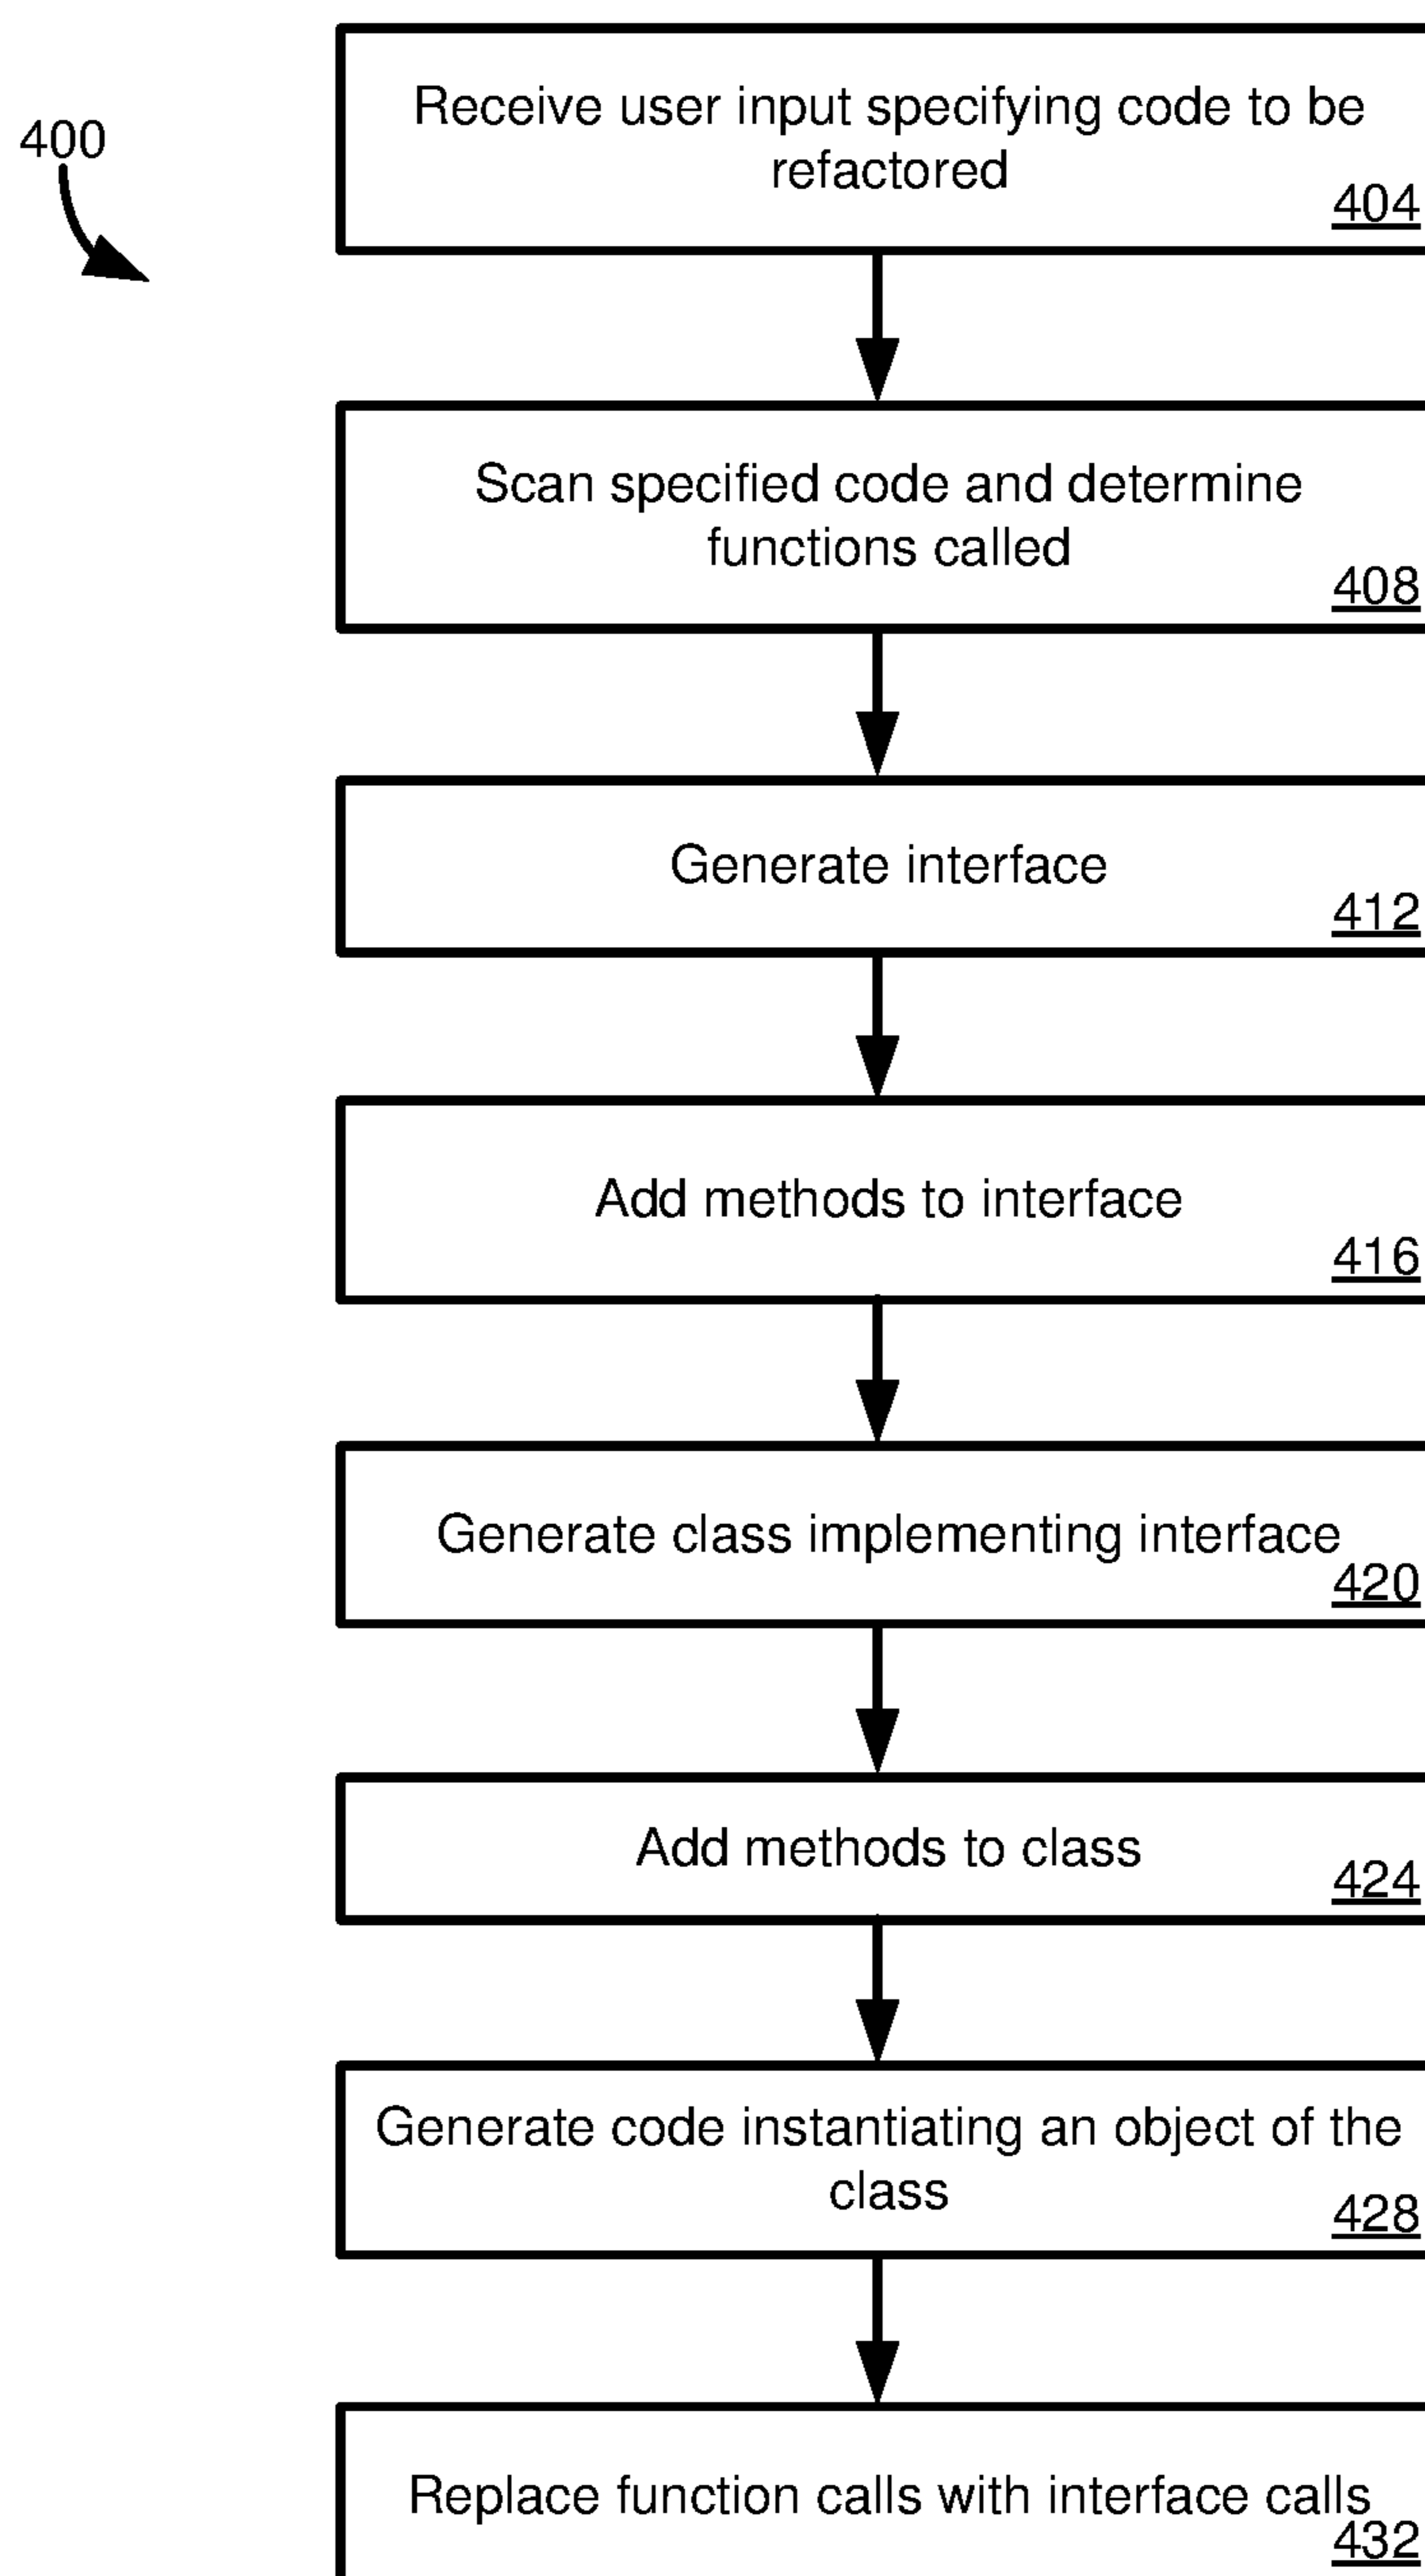 400
Receive user input specifying code to be
refactored
404
Scan specified code and determine
functions called
408
Generate interface
412
Add methods to interface
416
Generate class implementing interface
420
Add methods to class
424
Generate code instantiating an object of the
class
428
Replace function calls with interface calls
432